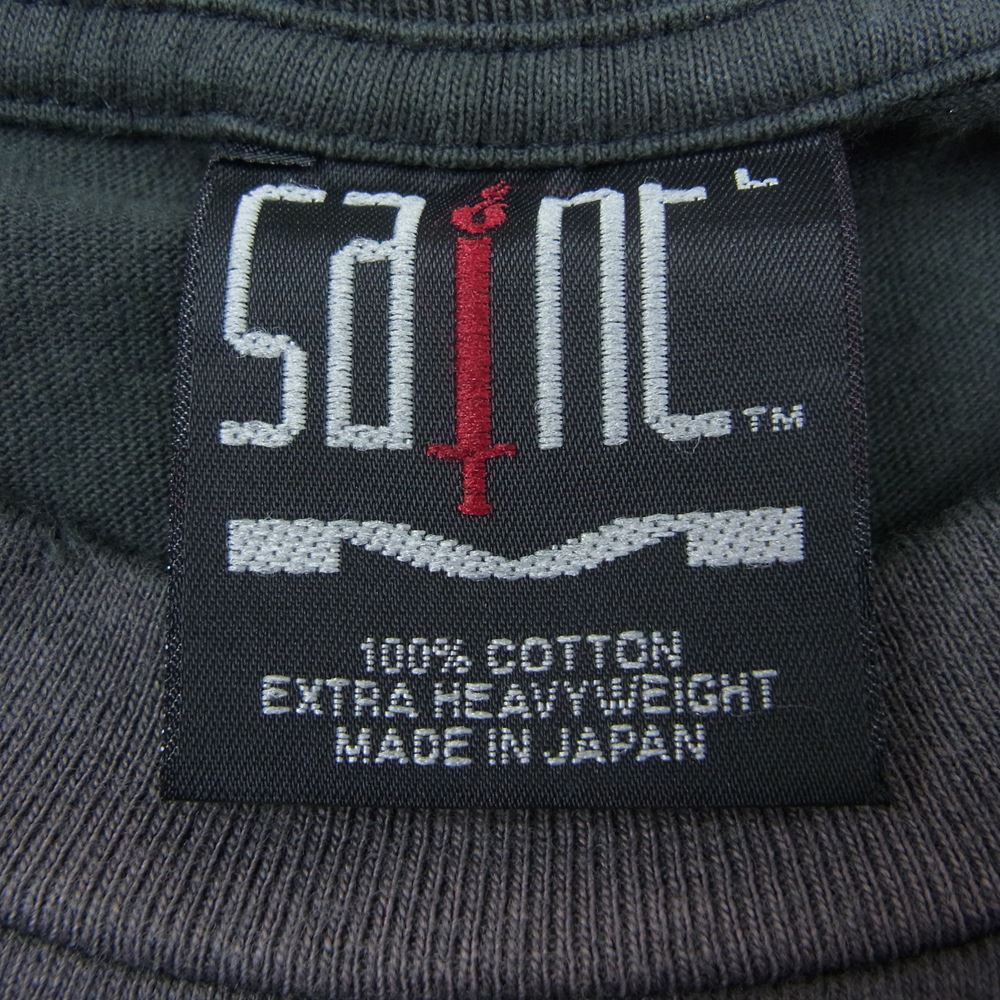 SAINT L
TM
100% COTTON
EXTRA HEAVYWEIGHT
MADE IN JAPAN